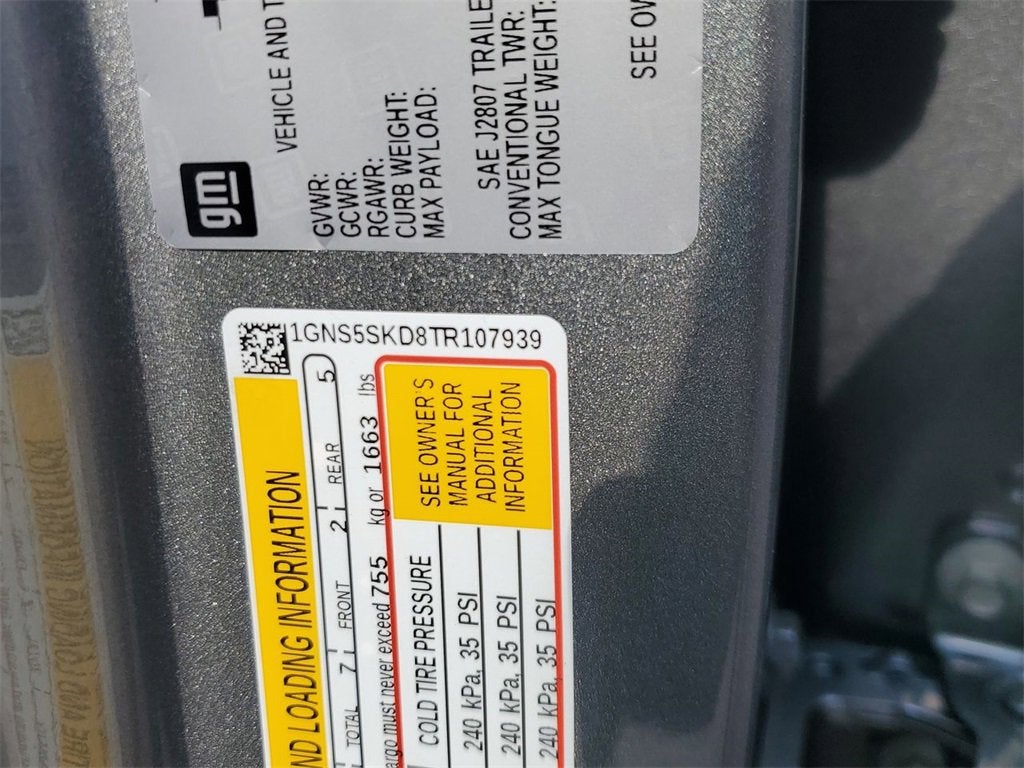 gm
VEHICLE AND T
GVWR:
GCWR:
RGAWR:
CURB WEIGHT:
MAX PAYLOAD:
SAE J2807 TRAILE
CONVENTIONAL TWR:
MAX TONGUE WEIGHT:
SEE OW
1GNS5SKD8TR107939
ND LOADING INFORMATION
TOTAL 7 FRONT 2 REAR 5
argo must never exceed 755 kg or 1663 lbs
COLD TIRE PRESSURE
240 kPa, 35 PSI
240 kPa, 35 PSI
240 kPa, 35 PSI
SEE OWNER'S
MANUAL FOR
ADDITIONAL
INFORMATION